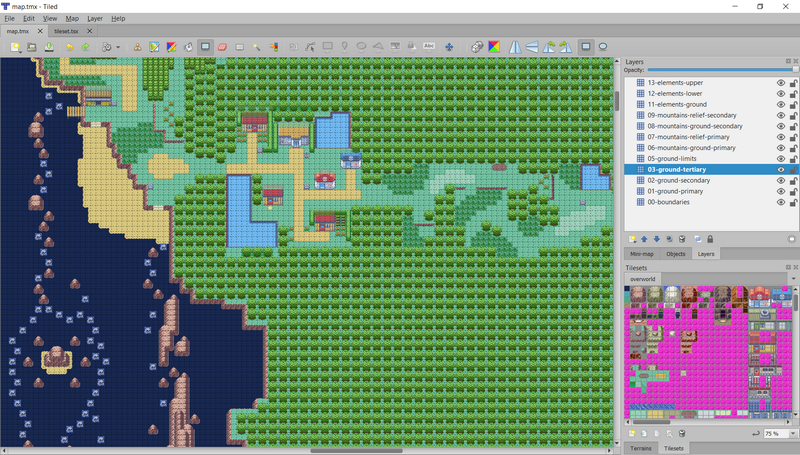 map.tmx - Tiled
File Edit View Map Layer Help
map.tmx
tileset.tsx
Abc
Layers
Opacity:
13-elements-upper
12-elements-lower
11-elements-ground
09-mountains-relief-secondary
08-mountains-ground-secondary
07-mountains-relief-primary
06-mountains-ground-primary
05-ground-limits
03-ground-tertiary
02-ground-secondary
01-ground-primary
00-boundaries
Mini-map Objects Layers
Tilesets
overworld
75 %
Terrains Tilesets